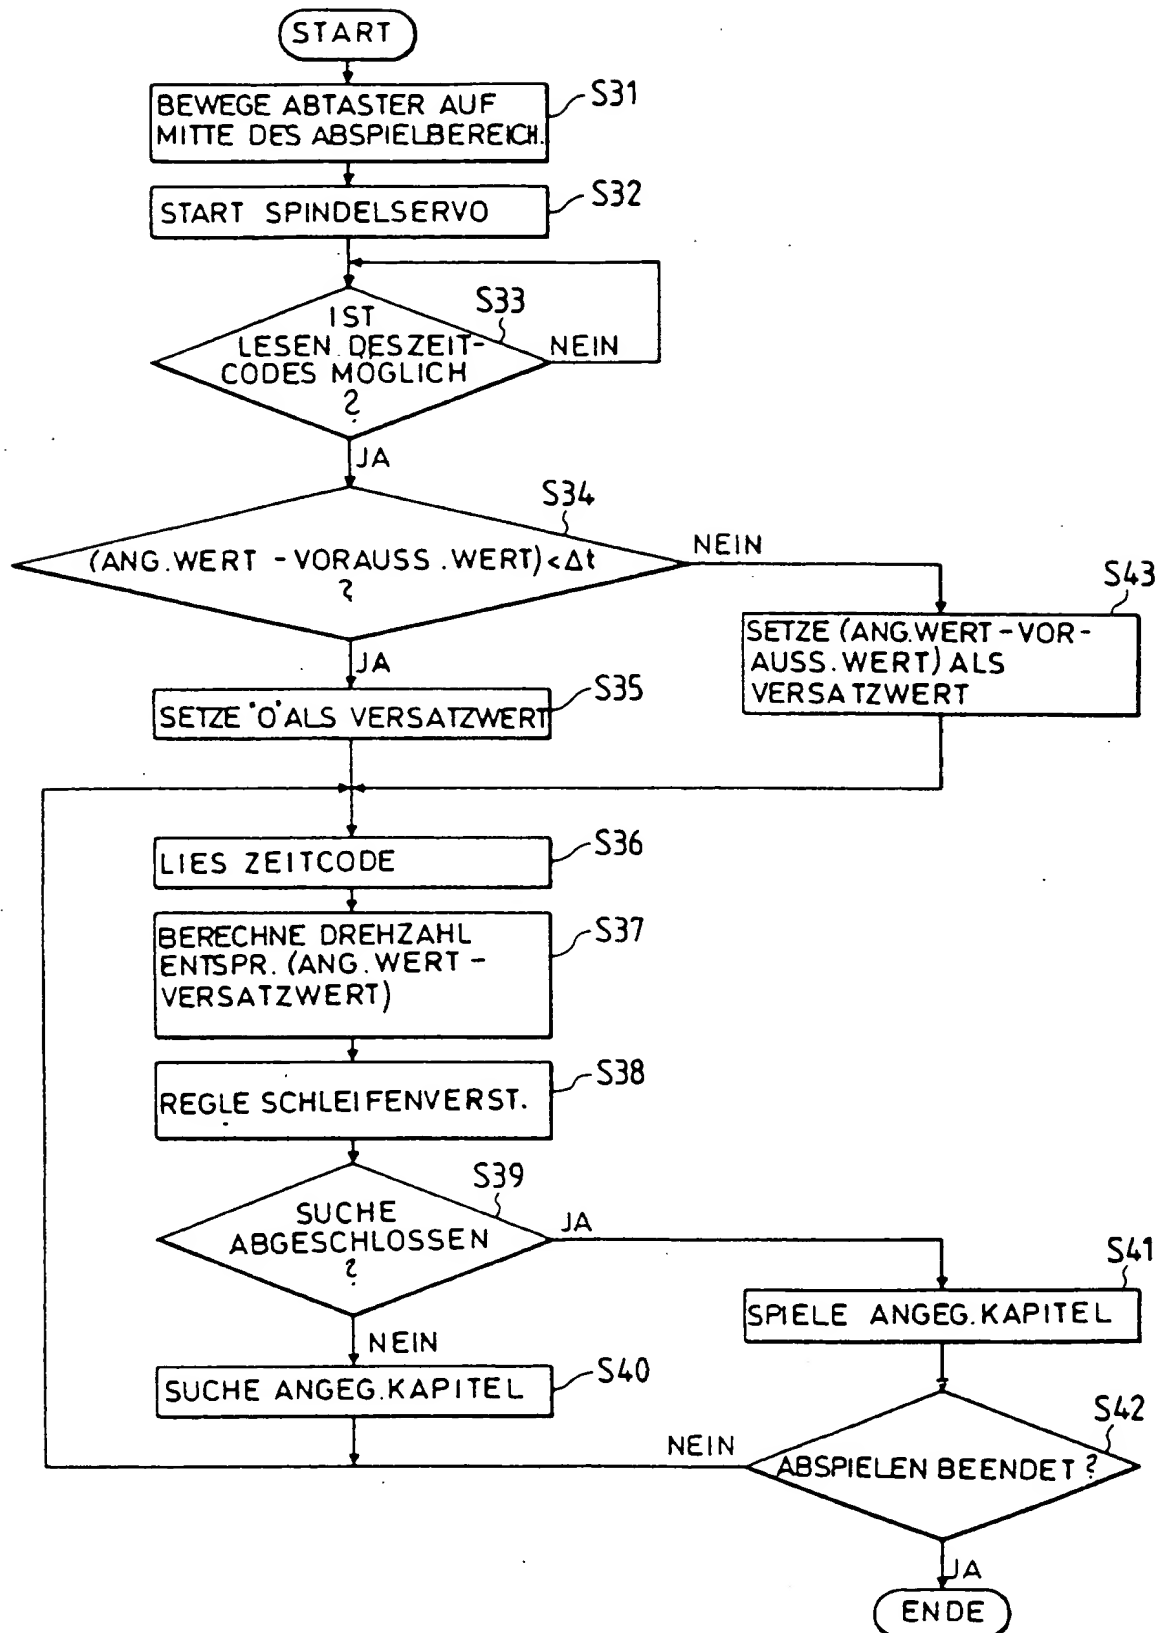 START
S31
BEWEGE ABTASTER AUF
MITTE DES ABSPIELBEREICH.
S32
START SPINDELSERVO
S33
IST
LESEN DESZEIT-
CODES MÖGLICH
?
NEIN
JA
S34
(ANG.WERT - VORAUSS.WERT) < Δt
?
NEIN
S43
SETZE (ANG.WERT-VOR-
AUSS.WERT) ALS
VERSATZWERT
JA
S35
SETZE "0" ALS VERSATZWERT
S36
LIES ZEITCODE
S37
BERECHNE DREHZAHL
ENTSPR. (ANG.WERT -
VERSATZWERT)
S38
REGLE SCHLEIFENVERST.
S39
SUCHE
ABGESCHLOSSEN
?
JA
S41
SPIELE ANGEG.KAPITEL
NEIN
S40
SUCHE ANGEG.KAPITEL
S42
NEIN
ABSPIELEN BEENDET ?
JA
ENDE